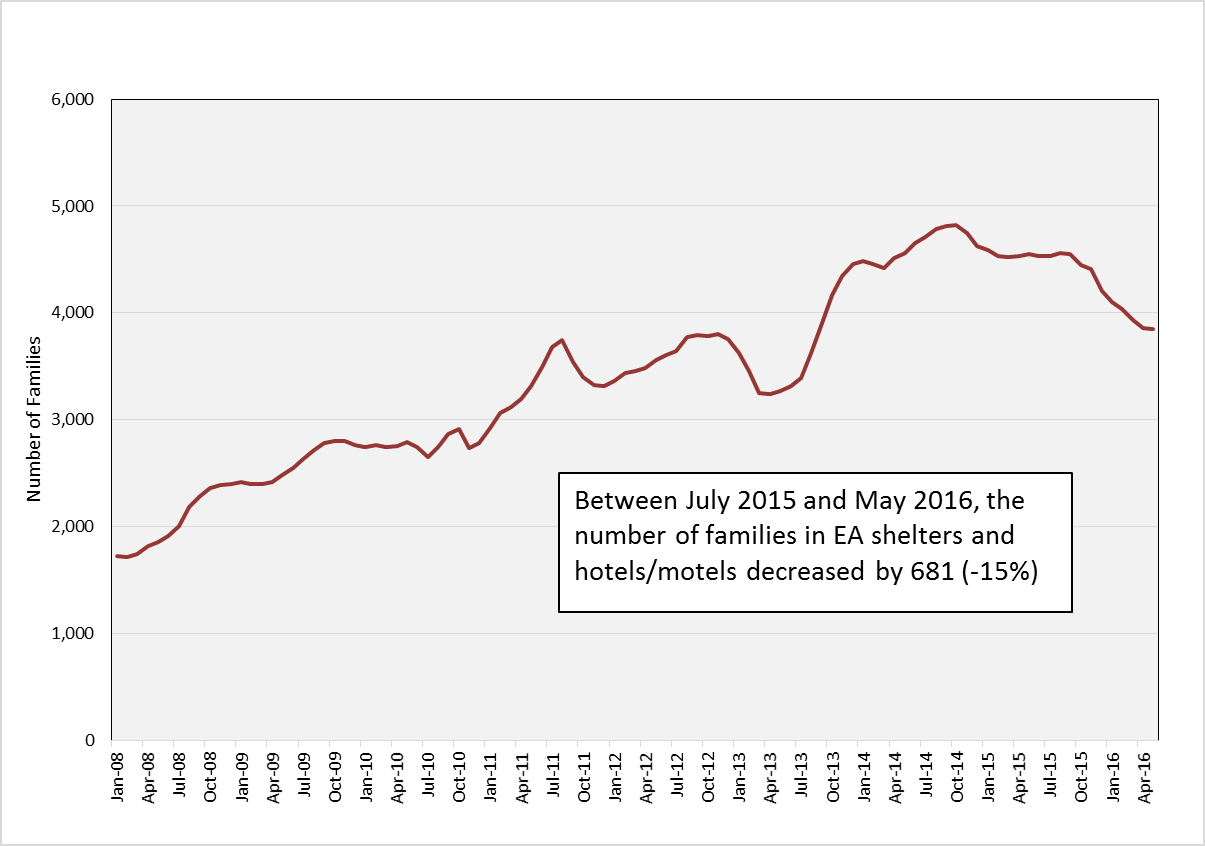 6,000
5,000
4,000
3,000
2,000
1,000
0
Number of Families
Between July 2015 and May 2016, the
number of families in EA shelters and
hotels/motels decreased by 681 (-15%)
Jan-08
Apr-08
Jul-08
Oct-08
Jan-09
Apr-09
Jul-09
Oct-09
Jan-10
Apr-10
Jul-10
Oct-10
Jan-11
Apr-11
Jul-11
Oct-11
Jan-12
Apr-12
Jul-12
Oct-12
Jan-13
Apr-13
Jul-13
Oct-13
Jan-14
Apr-14
Jul-14
Oct-14
Jan-15
Apr-15
Jul-15
Oct-15
Jan-16
Apr-16